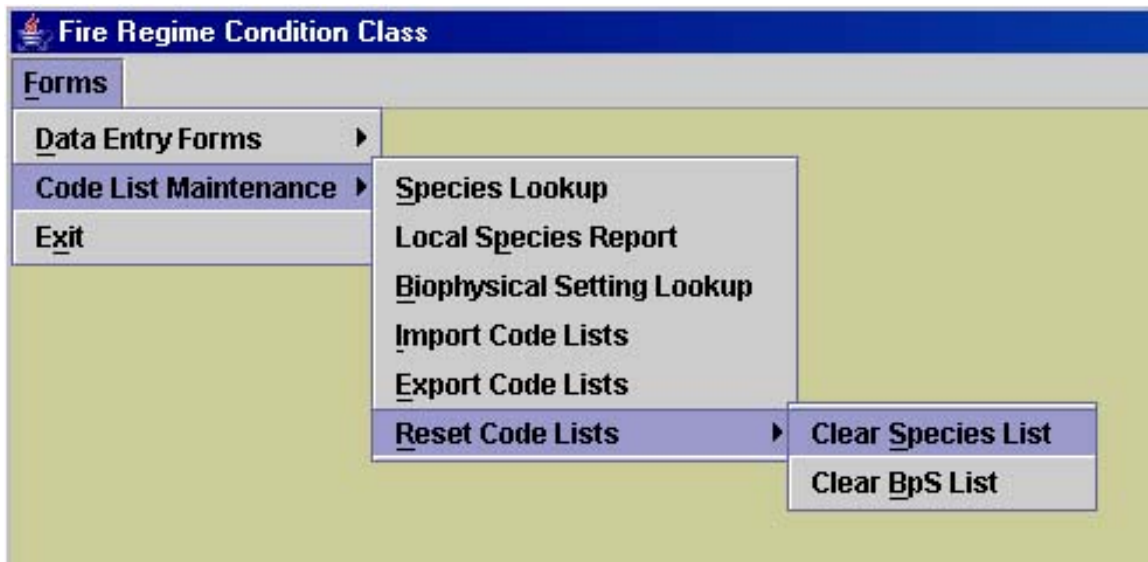 Fire Regime Condition Class
Forms
Data Entry Forms
Code List Maintenance
Exit
Species Lookup
Local Species Report
Biophysical Setting Lookup
Import Code Lists
Export Code Lists
Reset Code Lists
Clear Species List
Clear BpS List